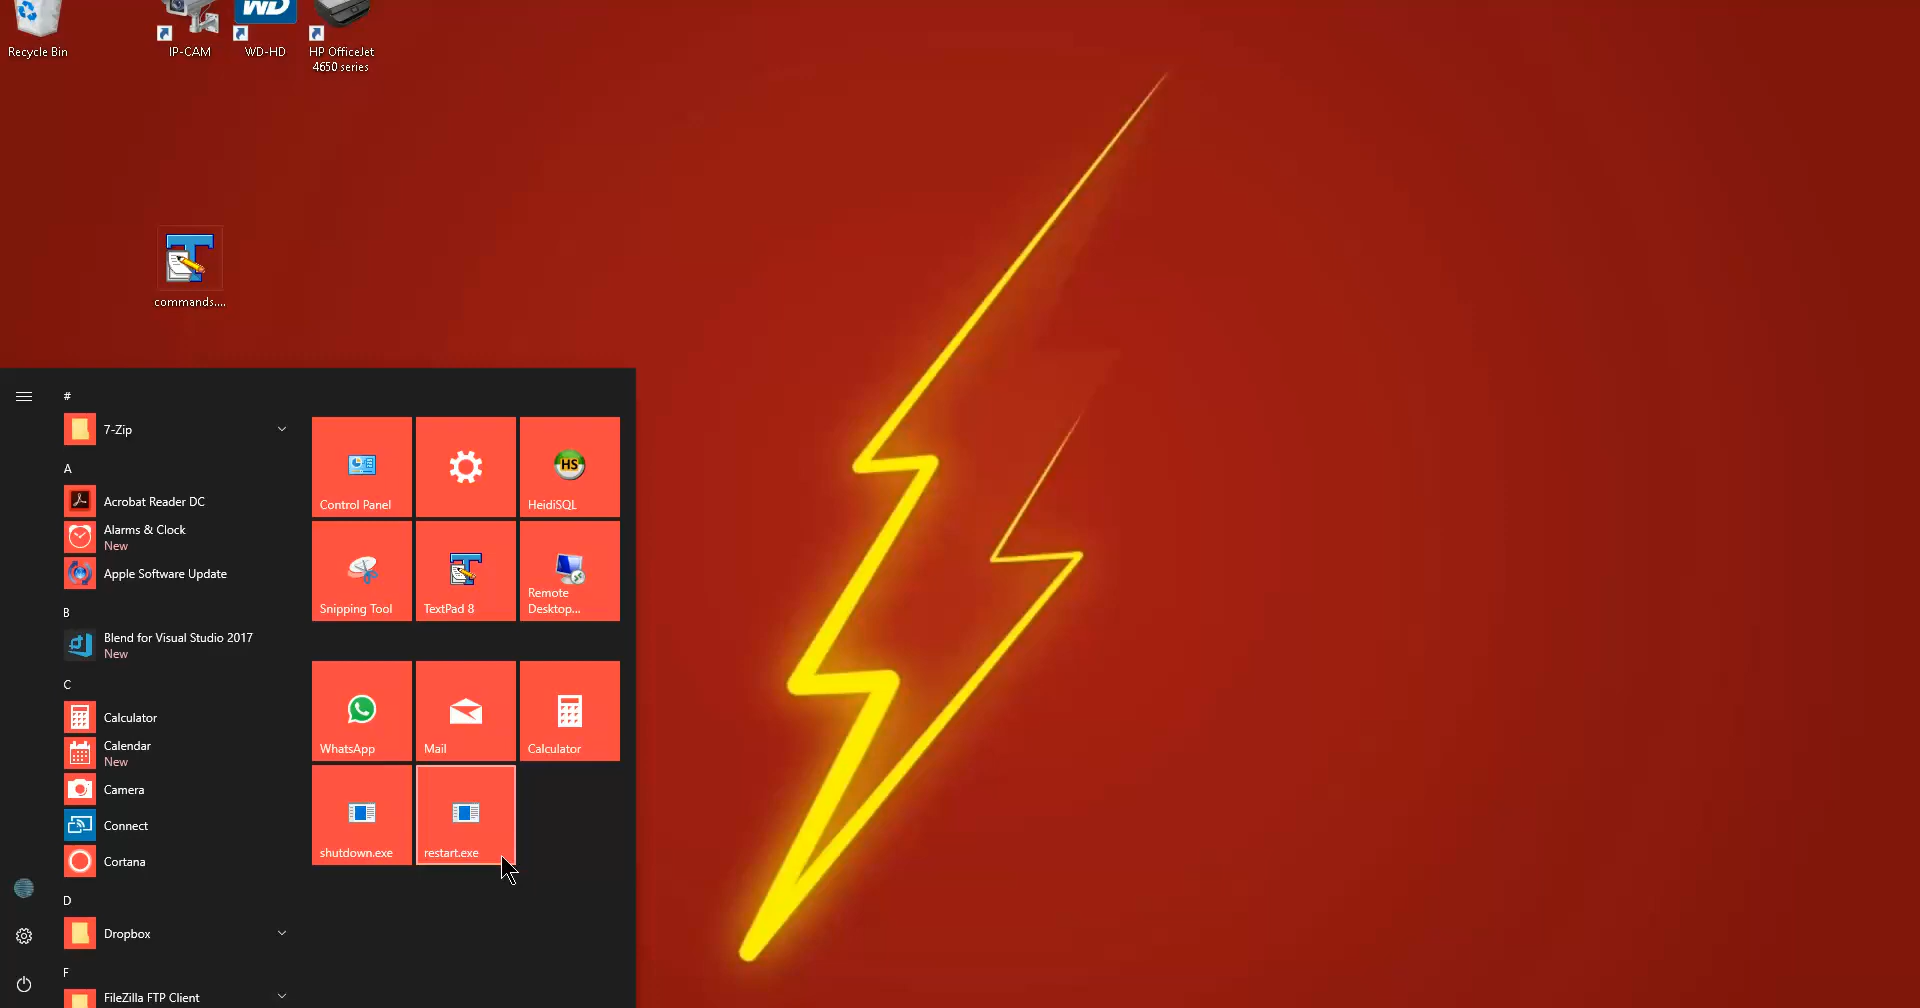 WD
Recycle Bin
IP-CAM
WD-HD
HP OfficeJet
4650 series
commands....
#
7-Zip
A
Acrobat Reader DC
Alarms & Clock
New
Apple Software Update
B
Blend for Visual Studio 2017
New
C
Calculator
Calendar
New
Camera
Connect
Cortana
D
Dropbox
F
FileZilla FTP Client
Control Panel
HS
HeidiSQL
Snipping Tool
TextPad 8
Remote
Desktop...
WhatsApp
Mail
Calculator
shutdown.exe
restart.exe